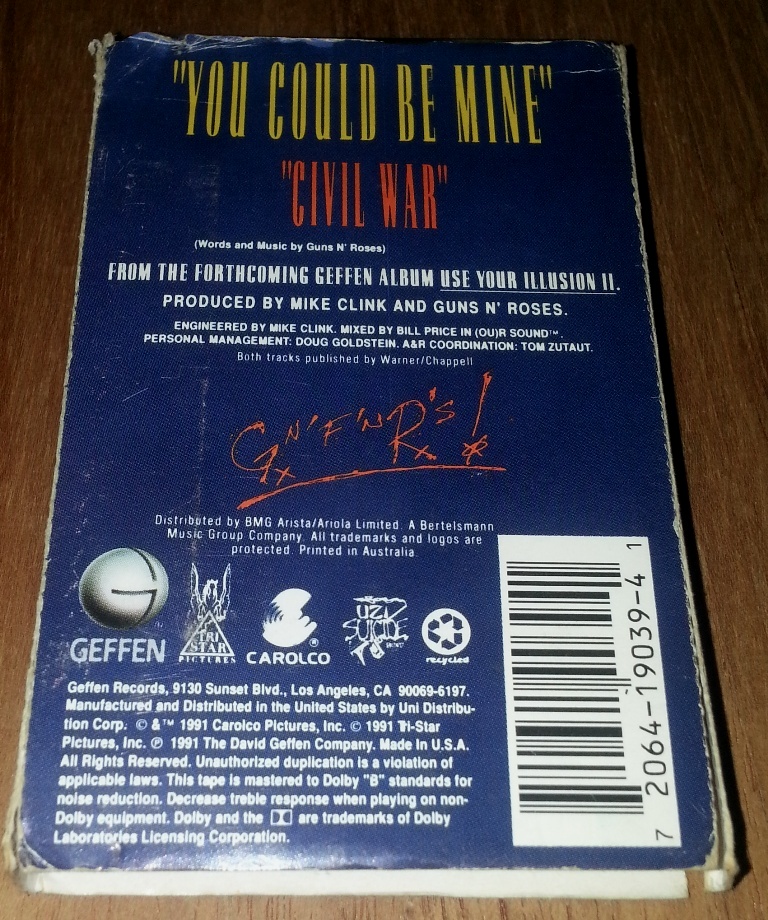 "YOU COULD BE MINE"
"CIVIL WAR"
(Words and Music by Guns N' Roses)
FROM THE FORTHCOMING GEFFEN ALBUM USE YOUR ILLUSION II.
PRODUCED BY MIKE CLINK AND GUNS N' ROSES.
ENGINEERED BY MIKE CLINK. MIXED BY BILL PRICE IN (OU)R SOUND™.
PERSONAL MANAGEMENT: DOUG GOLDSTEIN. A&R COORDINATION: TOM ZUTAUT.
Both tracks published by Warner/Chappell
GN'F'N'R'S!
Distributed by BMG Arista/Ariola Limited. A Bertelsmann
Music Group Company. All trademarks and logos are
protected. Printed in Australia.
G
GEFFEN
TRI
STAR
PICTURES
®
CAROLCO
UZI
SUICIDE
recycled
Geffen Records, 9130 Sunset Blvd., Los Angeles, CA 90069-6197.
Manufactured and Distributed in the United States by Uni Distribu-
tion Corp. © &™ 1991 Carolco Pictures, Inc. © 1991 Tri-Star
Pictures, Inc. ℗ 1991 The David Geffen Company. Made In U.S.A.
All Rights Reserved. Unauthorized duplication is a violation of
applicable laws. This tape is mastered to Dolby "B" standards for
noise reduction. Decrease treble response when playing on non-
Dolby equipment. Dolby and the are trademarks of Dolby
Laboratories Licensing Corporation.
7 2064-19039-4 1